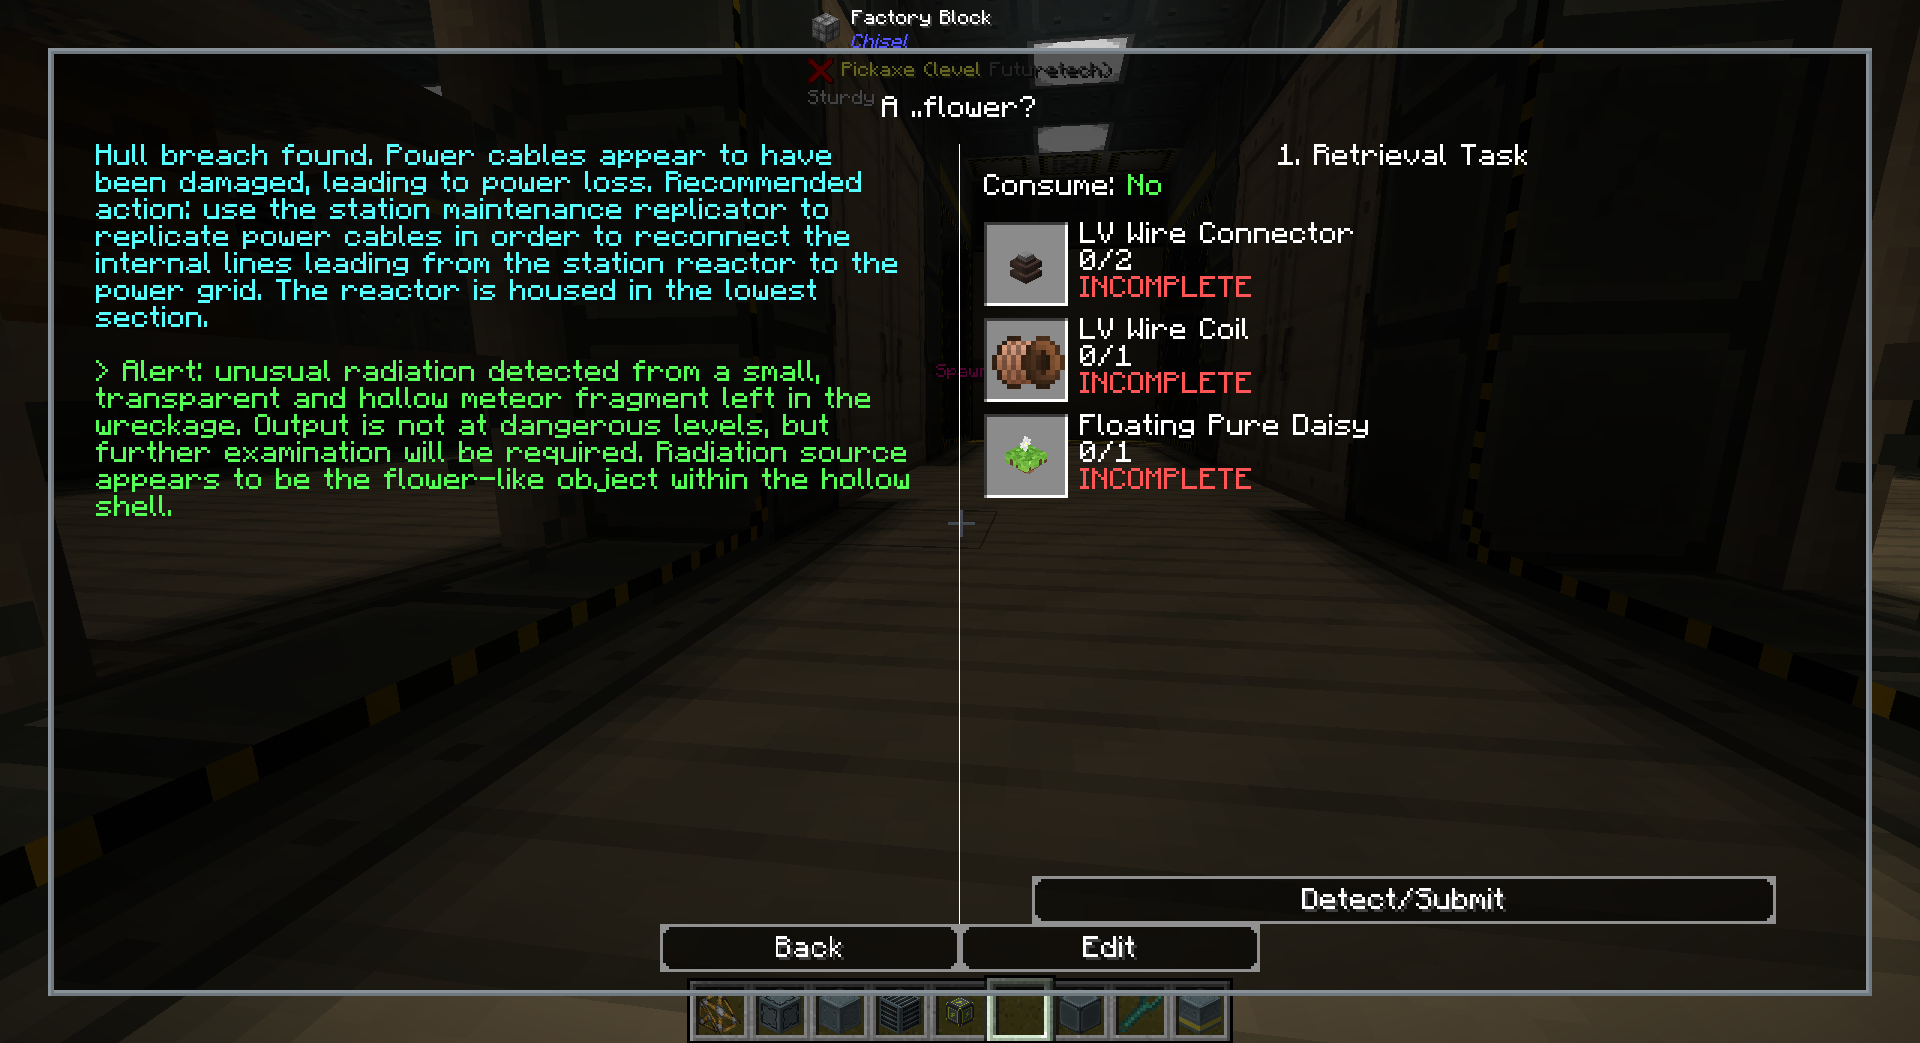 Factory Block
Chisel
Pickaxe (level Futuretech)
Sturdy
A ..flower?
Hull breach found. Power cables appear to have
been damaged, leading to power loss. Recommended
action: use the station maintenance replicator to
replicate power cables in order to reconnect the
internal lines leading from the station reactor to the
power grid. The reactor is housed in the lowest
section.
> Alert: unusual radiation detected from a small,
transparent and hollow meteor fragment left in the
wreckage. Output is not at dangerous levels, but
further examination will be required. Radiation source
appears to be the flower-like object within the hollow
shell.
Spawn
1. Retrieval Task
Consume: No
LV Wire Connector
0/2
INCOMPLETE
LV Wire Coil
0/1
INCOMPLETE
Floating Pure Daisy
0/1
INCOMPLETE
Detect/Submit
Back
Edit